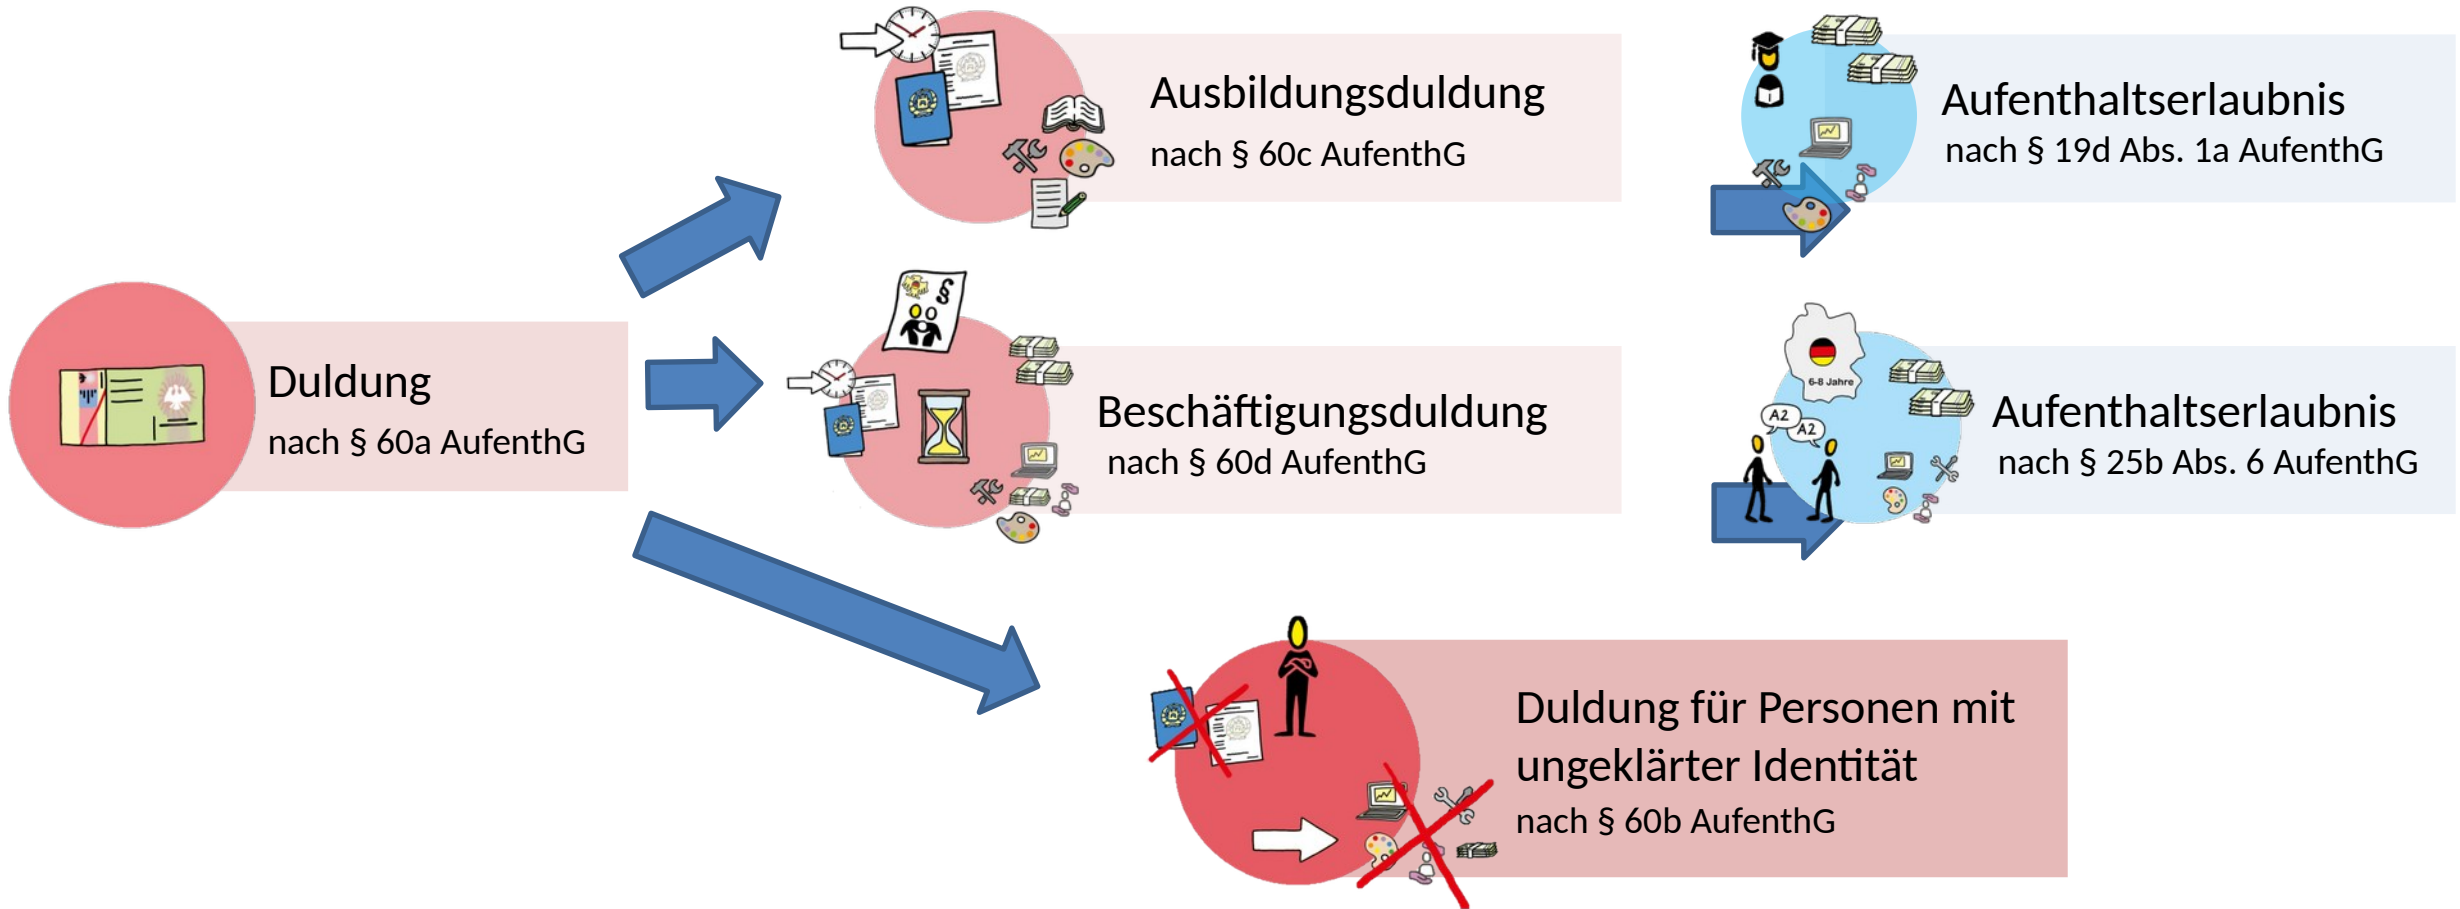 Duldung
nach § 60a AufenthG
Ausbildungsduldung
nach § 60c AufenthG
Aufenthaltserlaubnis
nach § 19d Abs. 1a AufenthG
§
Beschäftigungsduldung
nach § 60d AufenthG
6-8 Jahre
A2
A2
Aufenthaltserlaubnis
nach § 25b Abs. 6 AufenthG
Duldung für Personen mit
ungeklärter Identität
nach § 60b AufenthG